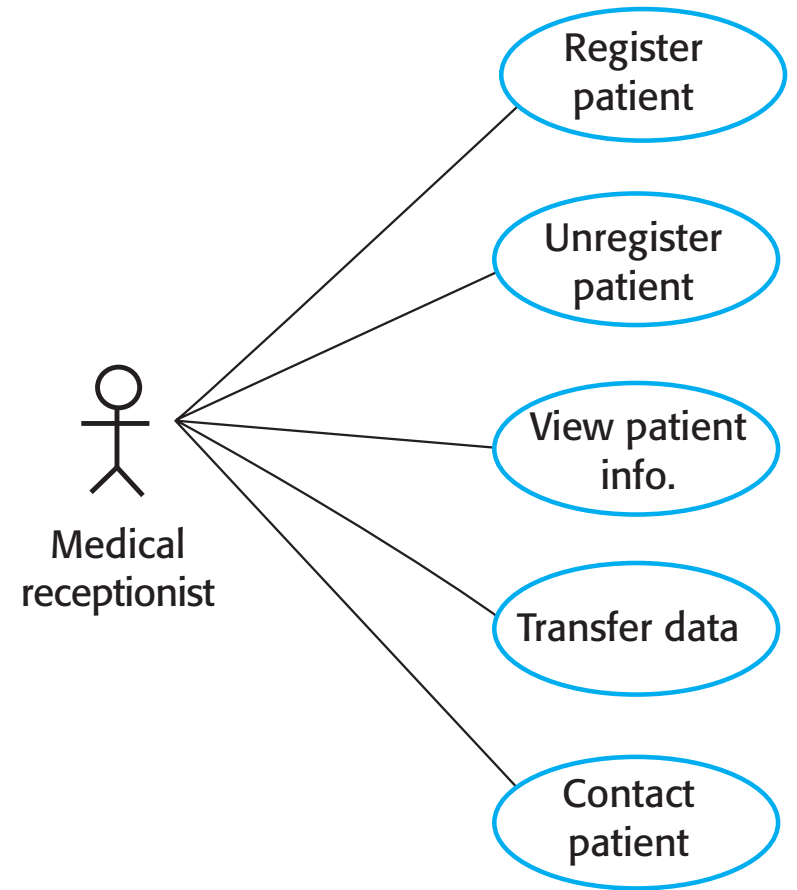 Register
patient
Unregister
patient
View patient
info.
Medical
receptionist
Transfer data
Contact
patient